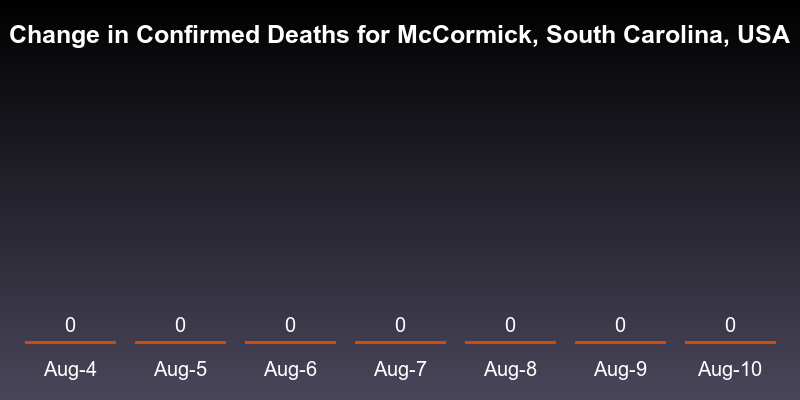 Change in Confirmed Deaths for McCormick, South Carolina, USA
0 0 0 0 0 0 0
Aug-4 Aug-5 Aug-6 Aug-7 Aug-8 Aug-9 Aug-10